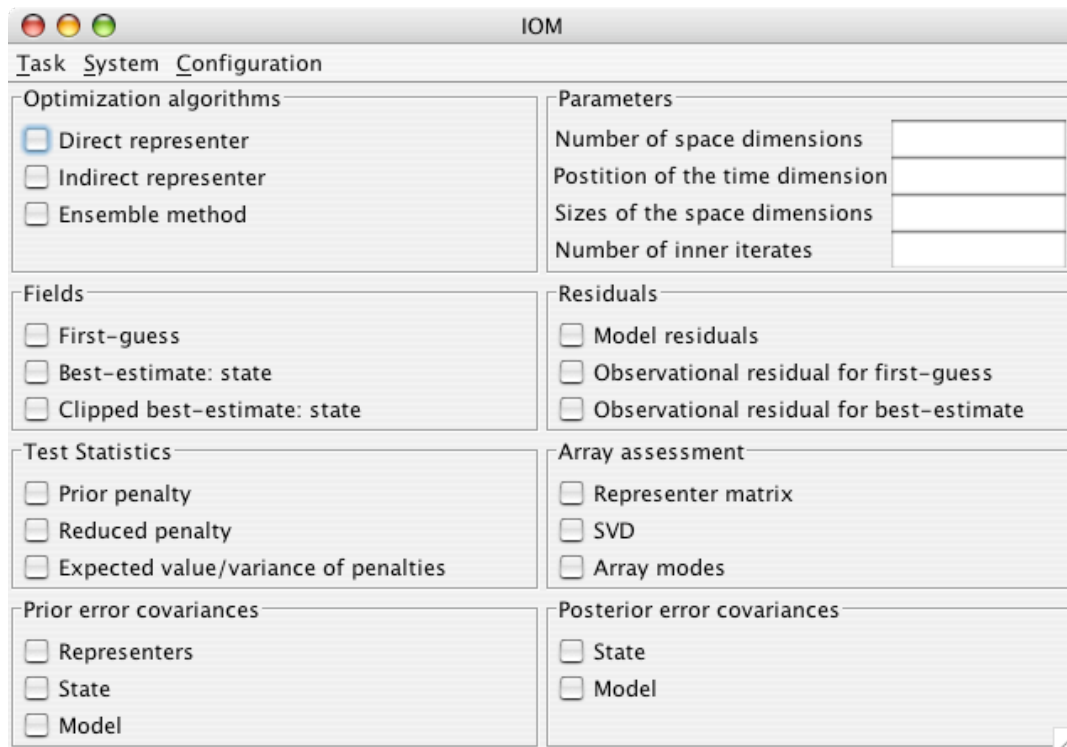 IOM
Task System Configuration
Optimization algorithms
Direct representer
Indirect representer
Ensemble method
Parameters
Number of space dimensions
Postition of the time dimension
Sizes of the space dimensions
Number of inner iterates
Fields
First-guess
Best-estimate: state
Clipped best-estimate: state
Residuals
Model residuals
Observational residual for first-guess
Observational residual for best-estimate
Test Statistics
Prior penalty
Reduced penalty
Expected value/variance of penalties
Array assessment
Representer matrix
SVD
Array modes
Prior error covariances
Representers
State
Model
Posterior error covariances
State
Model